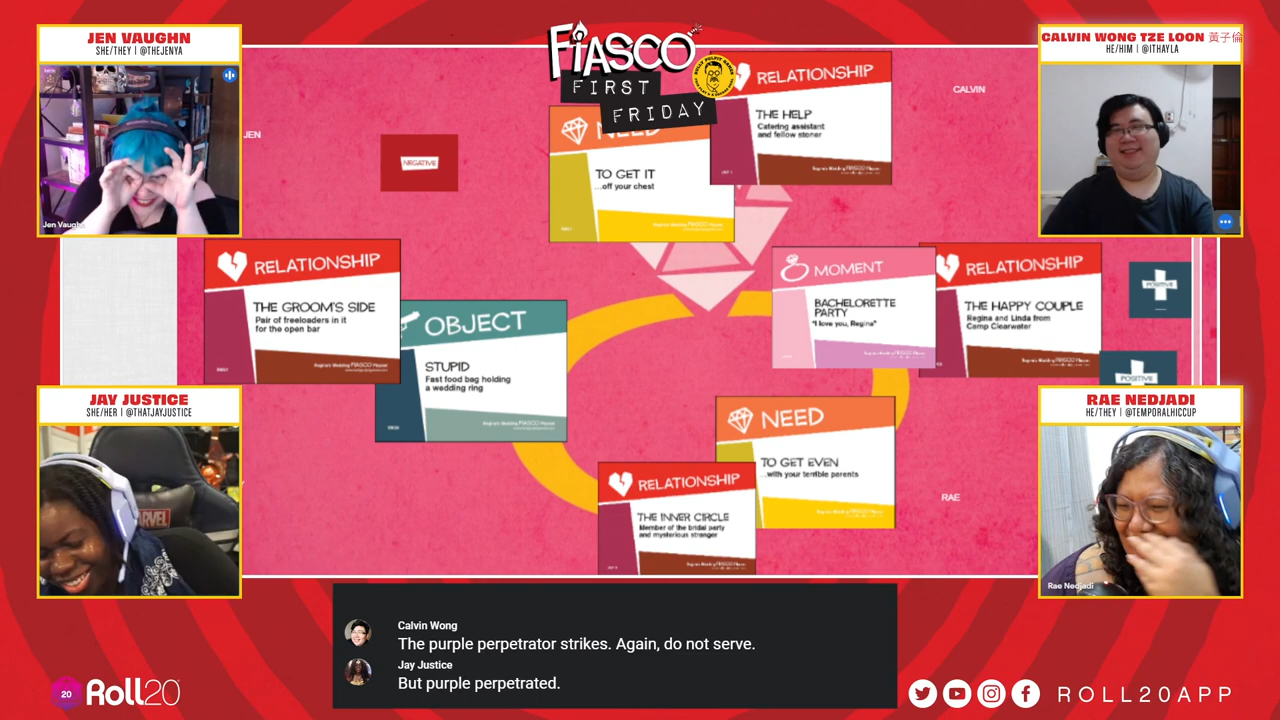 JEN VAUGHN
SHE/THEY | @THEJENYA
Jen Vaughn
FIASCO
FIRST
FRIDAY
CALVIN WONG TZE LOON 黃子倫
HE/HIM | @ITHAYLA
JEN
CALVIN
NEGATIVE
NEED
TO GET IT
...off your chest
RELATIONSHIP
THE HELP
Catering assistant
and fellow stoner
RELATIONSHIP
THE GROOM'S SIDE
Pair of freeloaders in it
for the open bar
OBJECT
STUPID
Fast food bag holding
a wedding ring
MOMENT
BACHELORETTE
PARTY
"I love you, Regina"
RELATIONSHIP
THE HAPPY COUPLE
Regina and Linda from
Camp Clearwater
POSITIVE
POSITIVE
JAY JUSTICE
SHE/HER | @THATJAYJUSTICE
MARVEL
RAE NEDJADI
HE/THEY | @TEMPORALHICCUP
Rae Nedjadi
NEED
TO GET EVEN
...with your terrible parents
RELATIONSHIP
THE INNER CIRCLE
Member of the bridal party
and mysterious stranger
RAE
Calvin Wong
The purple perpetrator strikes. Again, do not serve.
Jay Justice
But purple perpetrated.
20 Roll20
ROLL20APP